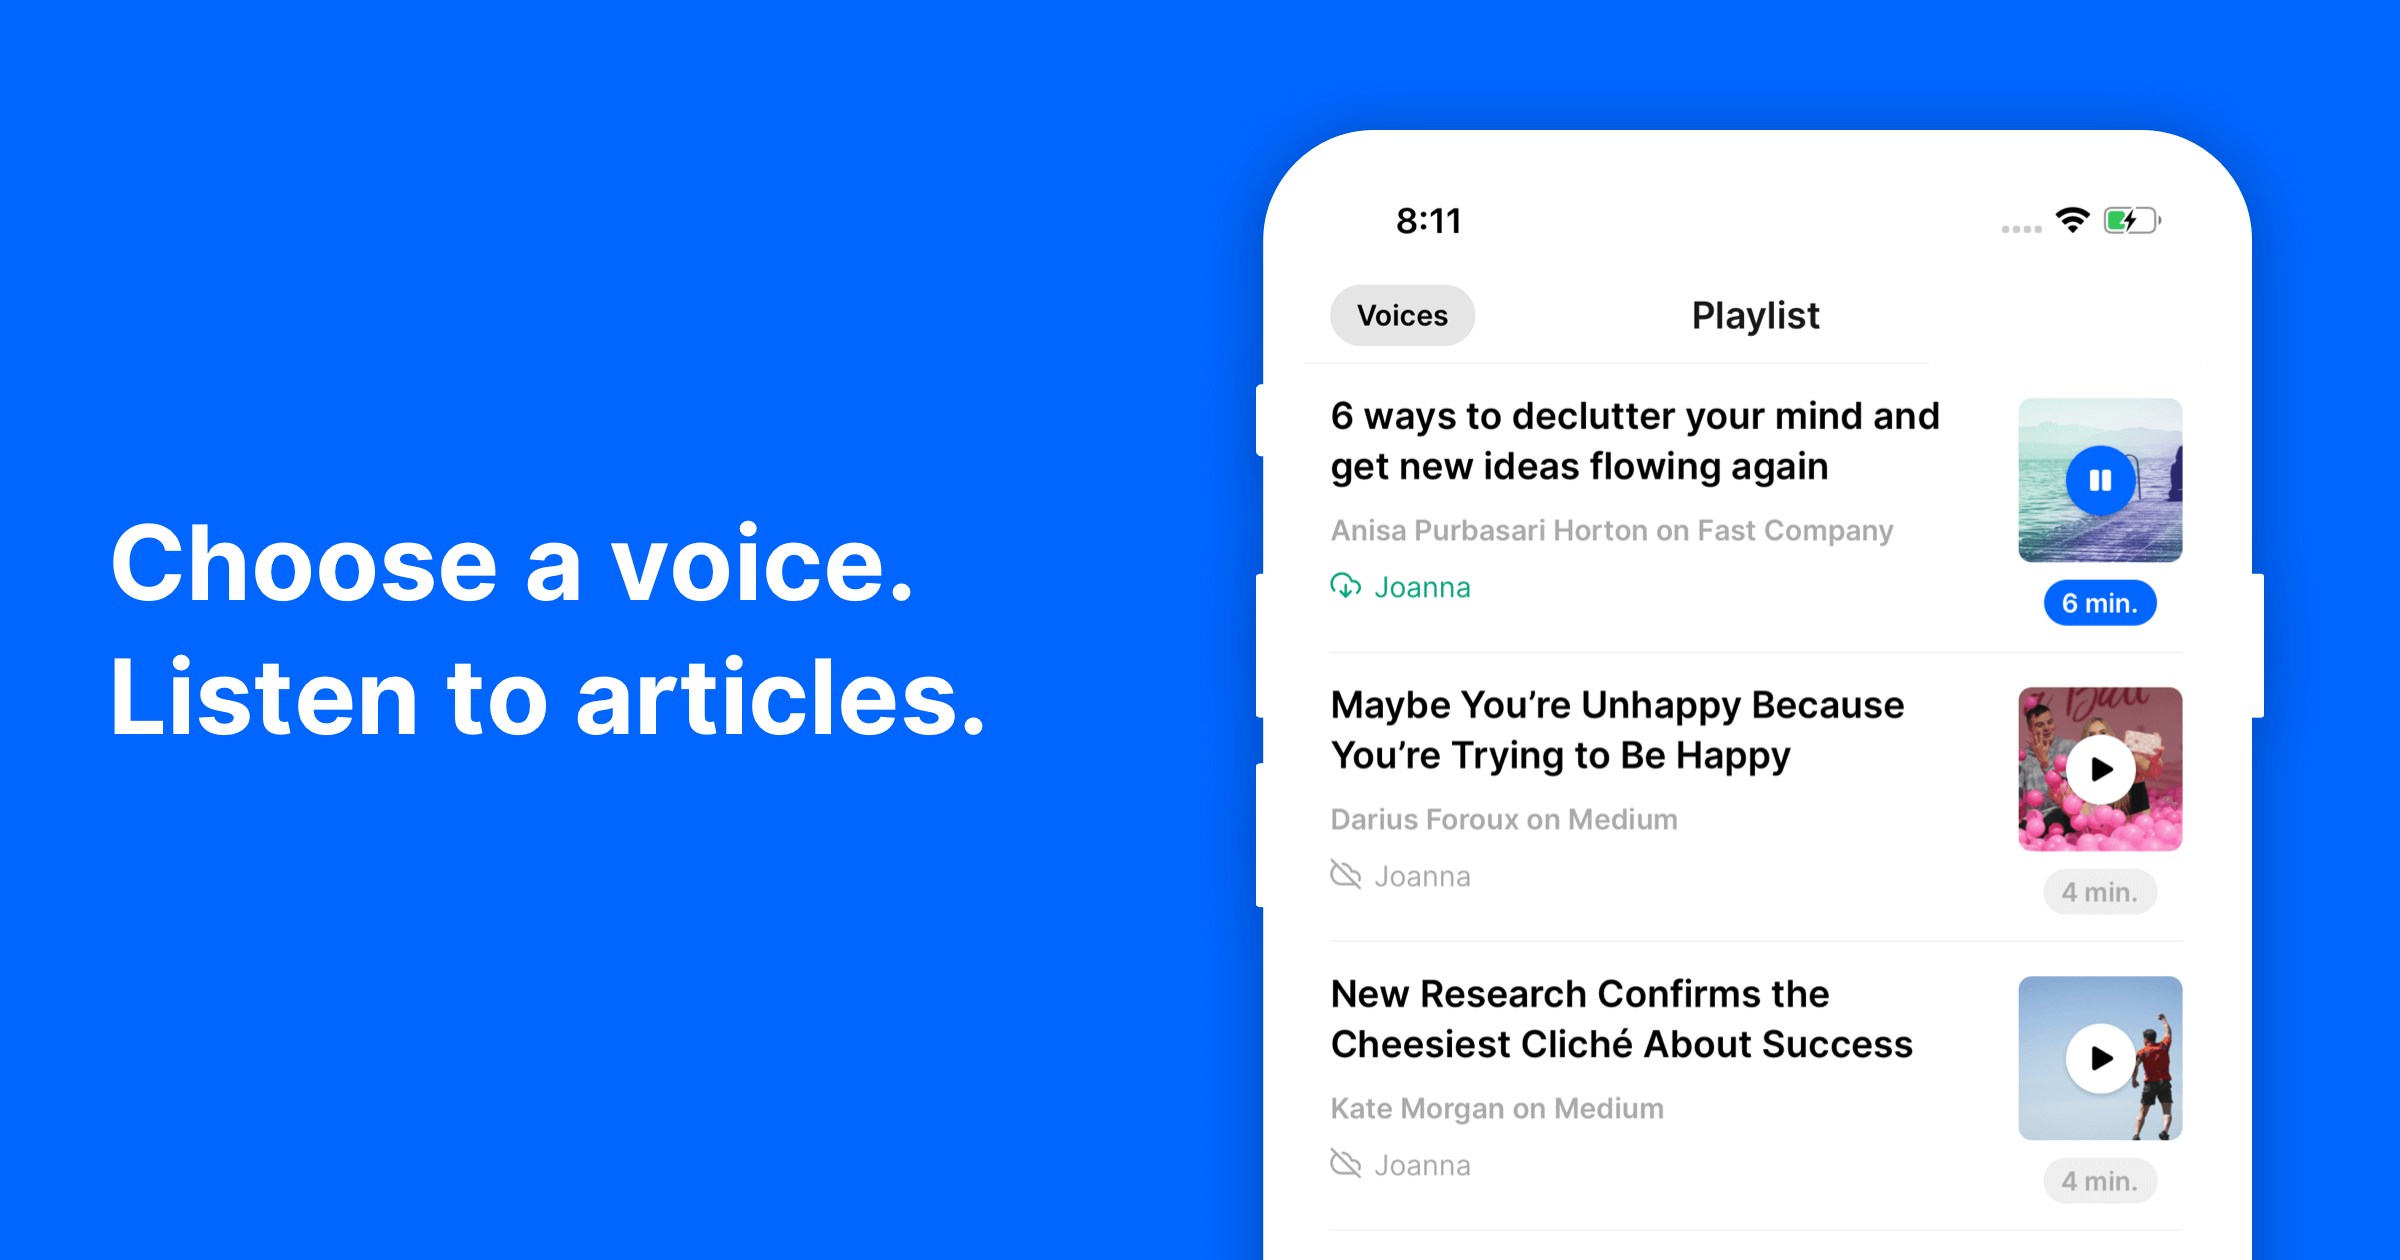 Choose a voice.
Listen to articles.
8:11
Voices
Playlist
6 ways to declutter your mind and
get new ideas flowing again
Anisa Purbasari Horton on Fast Company
Joanna
6 min.
Maybe You’re Unhappy Because
You’re Trying to Be Happy
Darius Foroux on Medium
Joanna
4 min.
New Research Confirms the
Cheesiest Cliché About Success
Kate Morgan on Medium
Joanna
4 min.